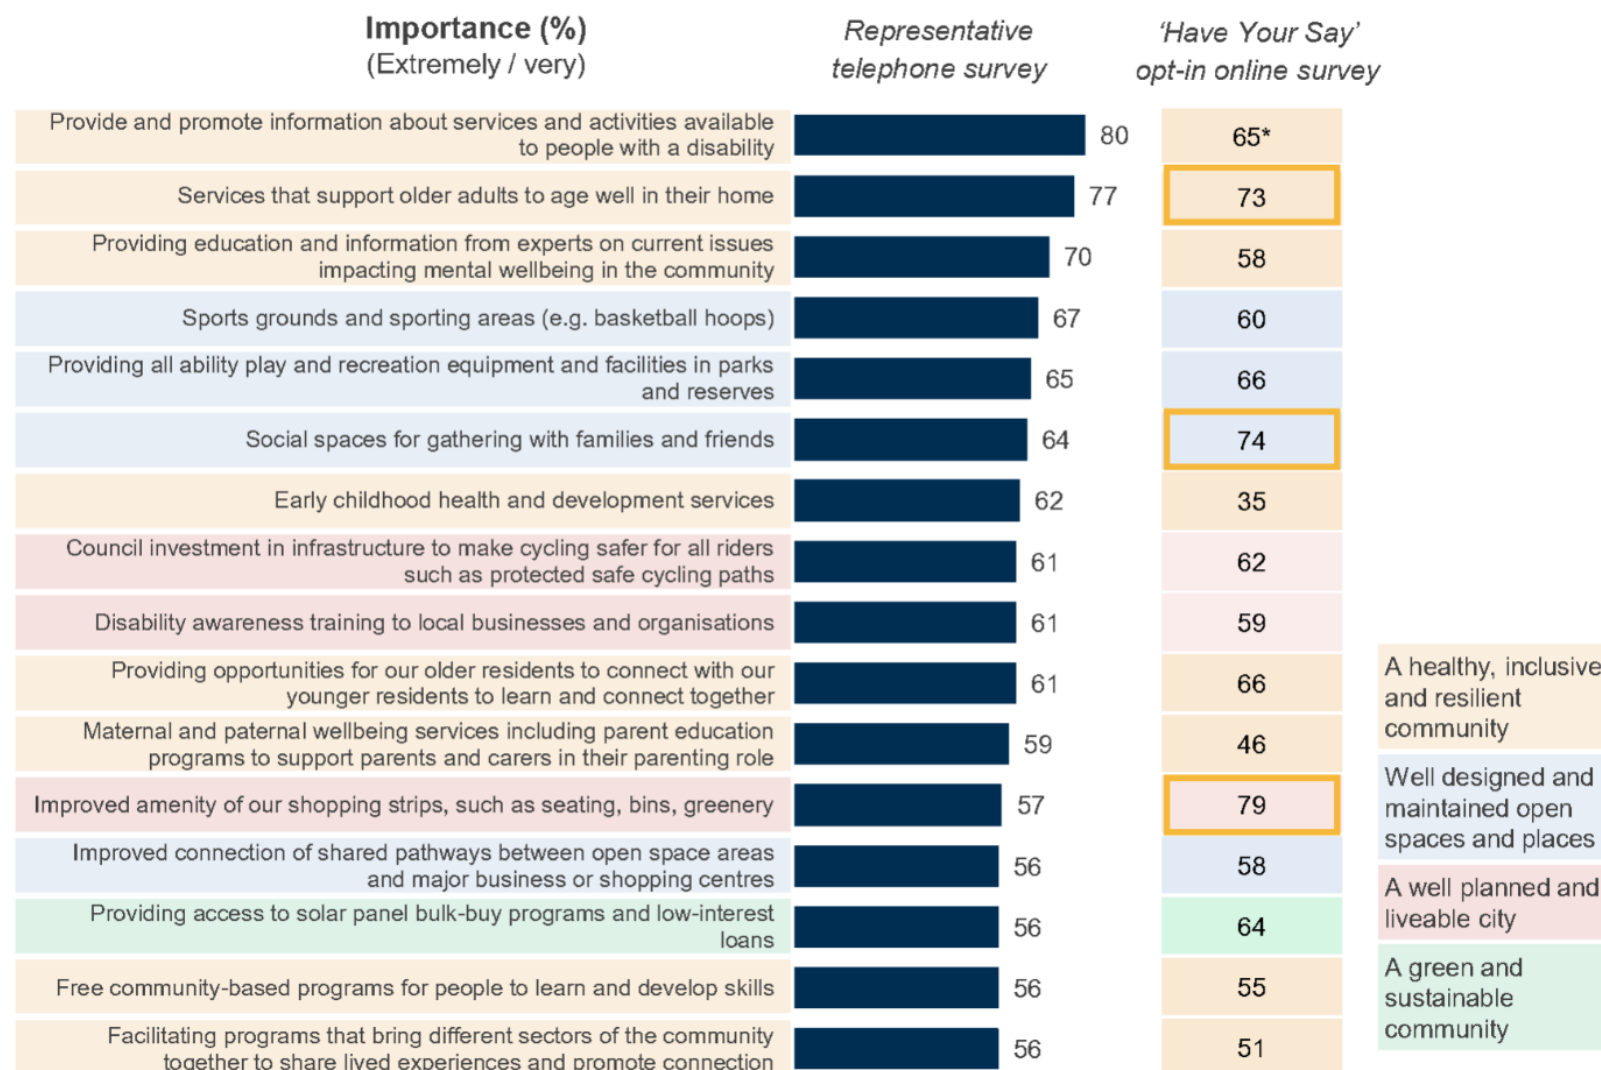 Importance (%)
(Extremely / very)
Representative
telephone survey
'Have Your Say'
opt-in online survey
Provide and promote information about services and activities available
to people with a disability
80
65*
Services that support older adults to age well in their home
77
73
Providing education and information from experts on current issues
impacting mental wellbeing in the community
70
58
Sports grounds and sporting areas (e.g. basketball hoops)
67
60
Providing all ability play and recreation equipment and facilities in parks
and reserves
65
66
Social spaces for gathering with families and friends
64
74
Early childhood health and development services
62
35
Council investment in infrastructure to make cycling safer for all riders
such as protected safe cycling paths
61
62
Disability awareness training to local businesses and organisations
61
59
Providing opportunities for our older residents to connect with our
younger residents to learn and connect together
61
66
Maternal and paternal wellbeing services including parent education
programs to support parents and carers in their parenting role
59
46
Improved amenity of our shopping strips, such as seating, bins, greenery
57
79
Improved connection of shared pathways between open space areas
and major business or shopping centres
56
58
Providing access to solar panel bulk-buy programs and low-interest
loans
56
64
Free community-based programs for people to learn and develop skills
56
55
Facilitating programs that bring different sectors of the community
together to share lived experiences and promote connection
56
51
A healthy, inclusive
and resilient
community
Well designed and
maintained open
spaces and places
A well planned and
liveable city
A green and
sustainable
community